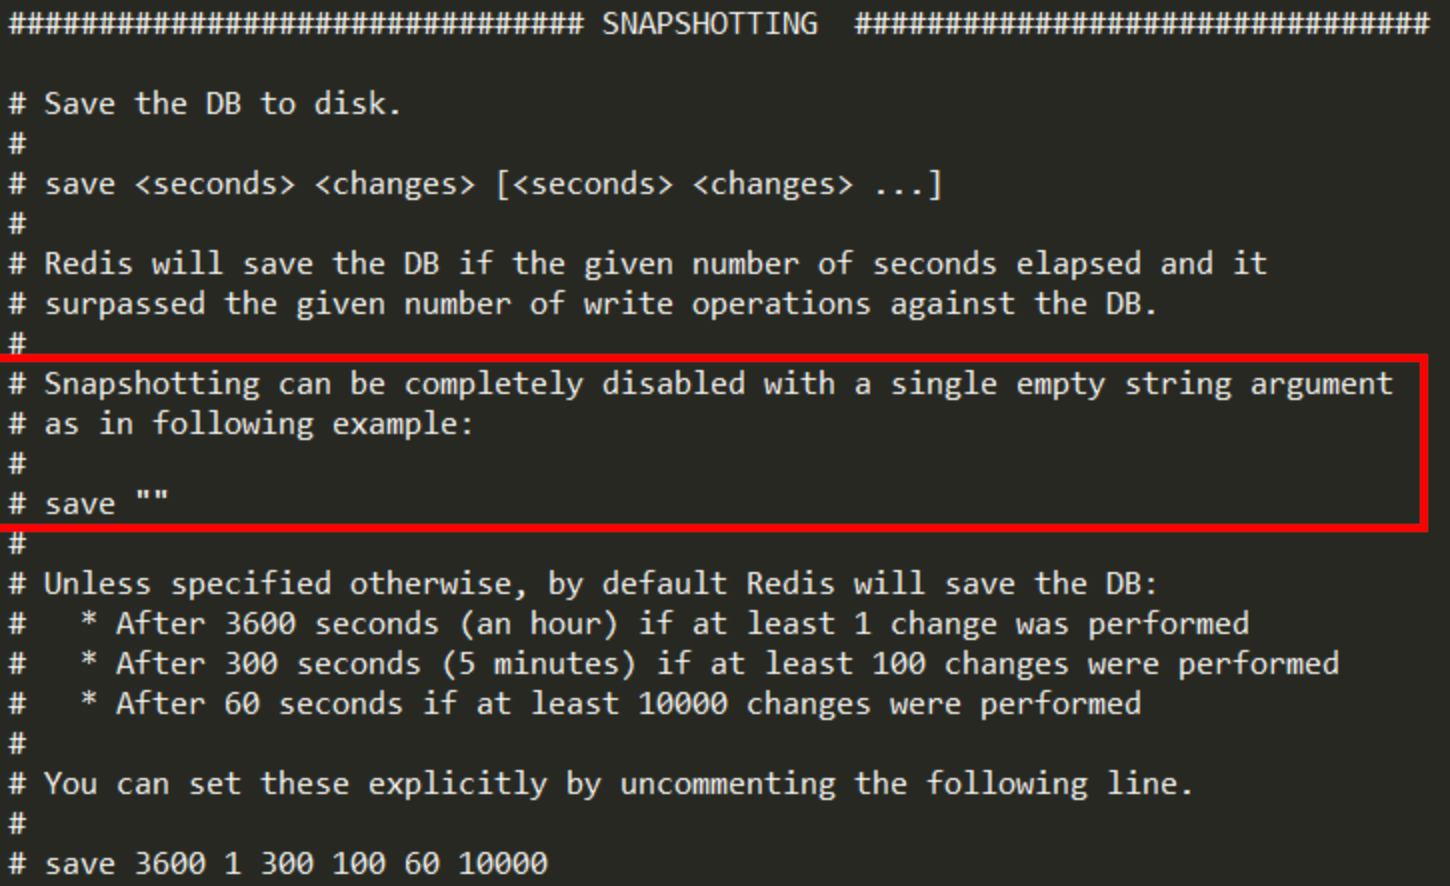 ################################ SNAPSHOTTING  ################################
# Save the DB to disk.
#
# save <seconds> <changes> [<seconds> <changes> ...]
#
# Redis will save the DB if the given number of seconds elapsed and it
# surpassed the given number of write operations against the DB.
#
# Snapshotting can be completely disabled with a single empty string argument
# as in following example:
#
# save ""
#
# Unless specified otherwise, by default Redis will save the DB:
#   * After 3600 seconds (an hour) if at least 1 change was performed
#   * After 300 seconds (5 minutes) if at least 100 changes were performed
#   * After 60 seconds if at least 10000 changes were performed
#
# You can set these explicitly by uncommenting the following line.
#
# save 3600 1 300 100 60 10000